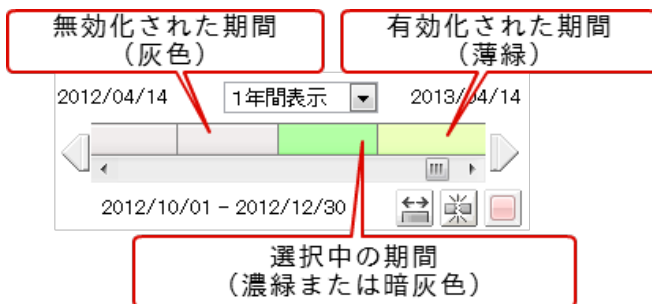 無効化された期間
（灰色）
有効化された期間
（薄緑）
2012/04/14
1年間表示
2013/04/14
2012/10/01 - 2012/12/30
選択中の期間
（濃緑または暗灰色）